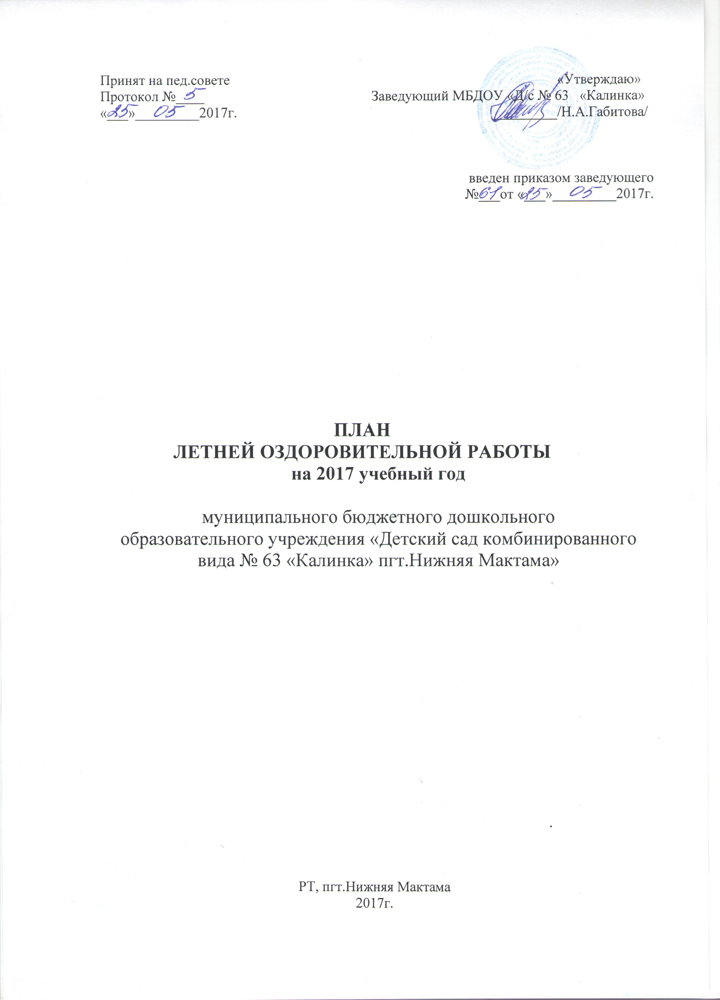 Принят на пед.совете
Протокол № 5
«25» 05 2017г.
«Утверждаю»
Заведующий МБДОУ «Д/с № 63 «Калинка»
/Н.А.Габитова/
введен приказом заведующего
№61 от «25» 05 2017г.
ПЛАН
ЛЕТНЕЙ ОЗДОРОВИТЕЛЬНОЙ РАБОТЫ
на 2017 учебный год
муниципального бюджетного дошкольного
образовательного учреждения «Детский сад комбинированного
вида № 63 «Калинка» пгт.Нижняя Мактама»
РТ, пгт.Нижняя Мактама
2017г.